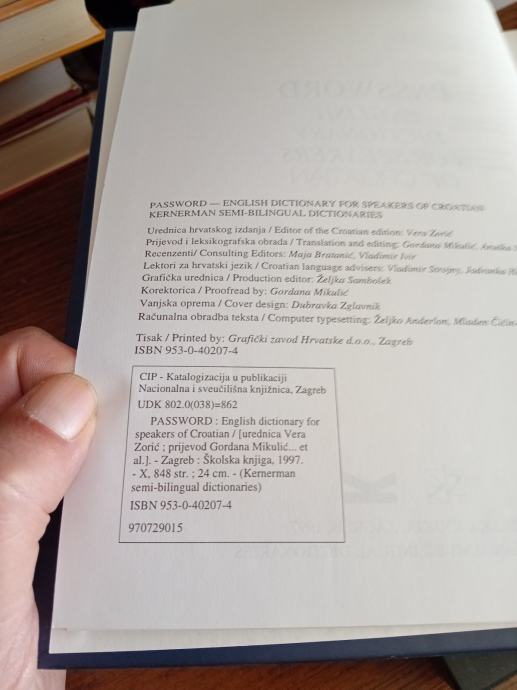 PASSWORD — ENGLISH DICTIONARY FOR SPEAKERS OF CROATIAN
KERNERMAN SEMI-BILINGUAL DICTIONARIES
Urednica hrvatskog izdanja / Editor of the Croatian edition: Vera Zorić
Prijevod i leksikografska obrada / Translation and editing: Gordana Mikulić,
Recenzenti / Consulting Editors: Maja Bratanić, Vladimir Ivir
Lektori za hrvatski jezik / Croatian language advisers: Vladimir
Grafička urednica / Production editor: Željka Sambolek
Korektorica / Proofread by: Gordana Mikulić
Vanjska oprema / Cover design: Dubravka Zglavnik
Računalna obradba teksta / Computer typesetting: Željko Anderlon, Mladen
Tisak / Printed by: Grafički zavod Hrvatske d.o.o., Zagreb
ISBN 953-0-40207-4
CIP - Katalogizacija u publikaciji
Nacionalna i sveučilišna knjižnica, Zagreb
UDK 802.0(038)=862
PASSWORD : English dictionary for
speakers of Croatian / [urednica Vera
Zorić ; prijevod Gordana Mikulić... et
al.]. - Zagreb : Školska knjiga, 1997.
- X, 848 str. ; 24 cm. - (Kernerman
semi-bilingual dictionaries)
ISBN 953-0-40207-4
970729015